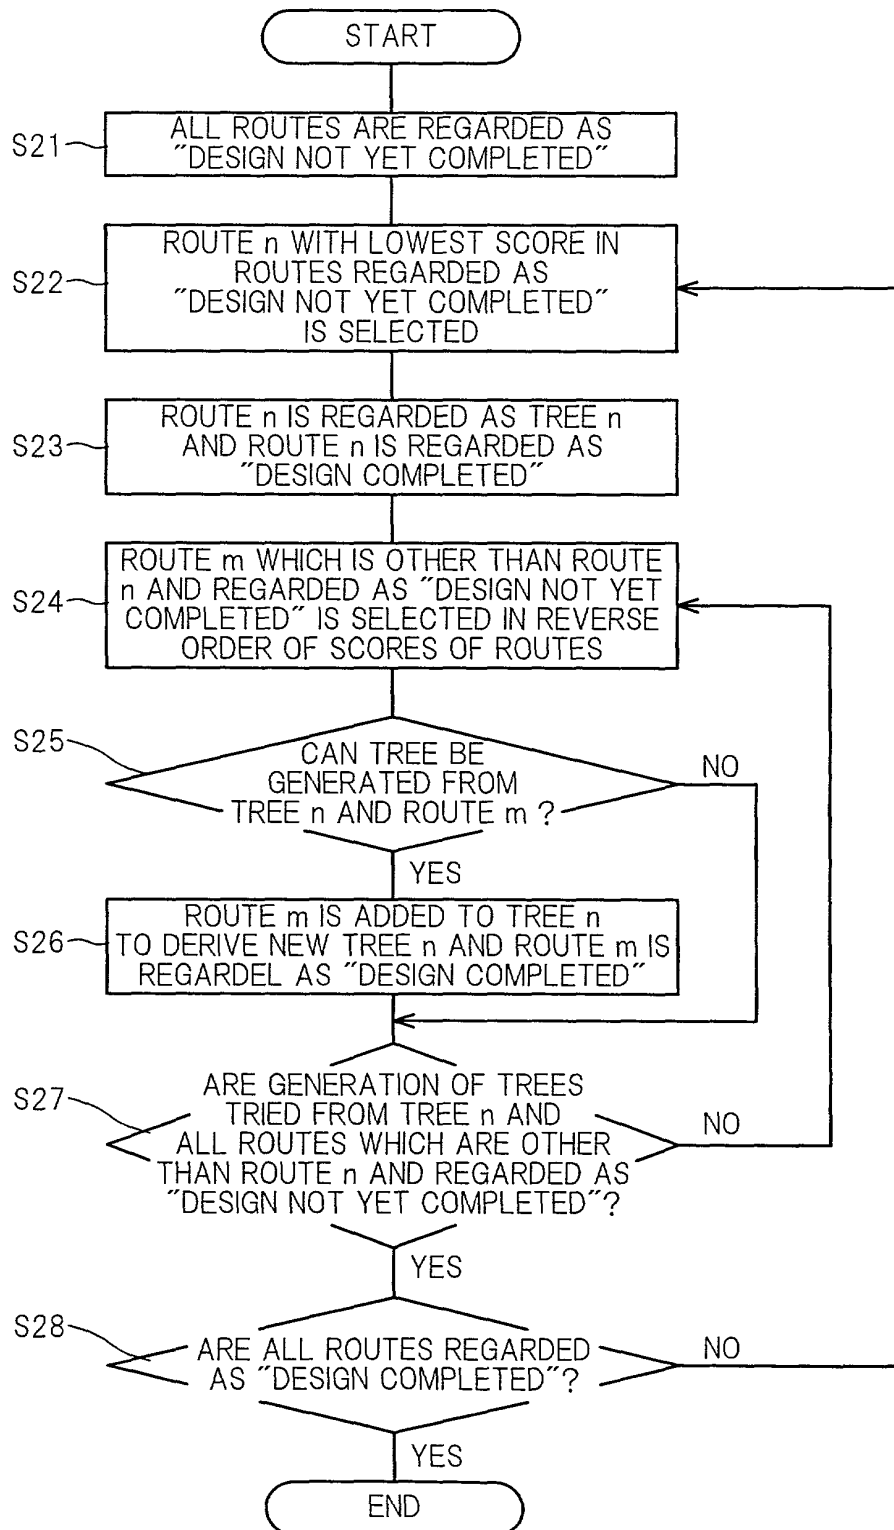 START
S21
ALL ROUTES ARE REGARDED AS
"DESIGN NOT YET COMPLETED"
S22
ROUTE n WITH LOWEST SCORE IN
ROUTES REGARDED AS
"DESIGN NOT YET COMPLETED"
IS SELECTED
S23
ROUTE n IS REGARDED AS TREE n
AND ROUTE n IS REGARDED AS
"DESIGN COMPLETED"
S24
ROUTE m WHICH IS OTHER THAN ROUTE
n AND REGARDED AS "DESIGN NOT YET
COMPLETED" IS SELECTED IN REVERSE
ORDER OF SCORES OF ROUTES
S25
CAN TREE BE
GENERATED FROM
TREE n AND ROUTE m ?
NO
YES
S26
ROUTE m IS ADDED TO TREE n
TO DERIVE NEW TREE n AND ROUTE m IS
REGARDEL AS "DESIGN COMPLETED"
S27
ARE GENERATION OF TREES
TRIED FROM TREE n AND
ALL ROUTES WHICH ARE OTHER
THAN ROUTE n AND REGARDED AS
"DESIGN NOT YET COMPLETED"?
NO
YES
S28
ARE ALL ROUTES REGARDED
AS "DESIGN COMPLETED"?
NO
YES
END